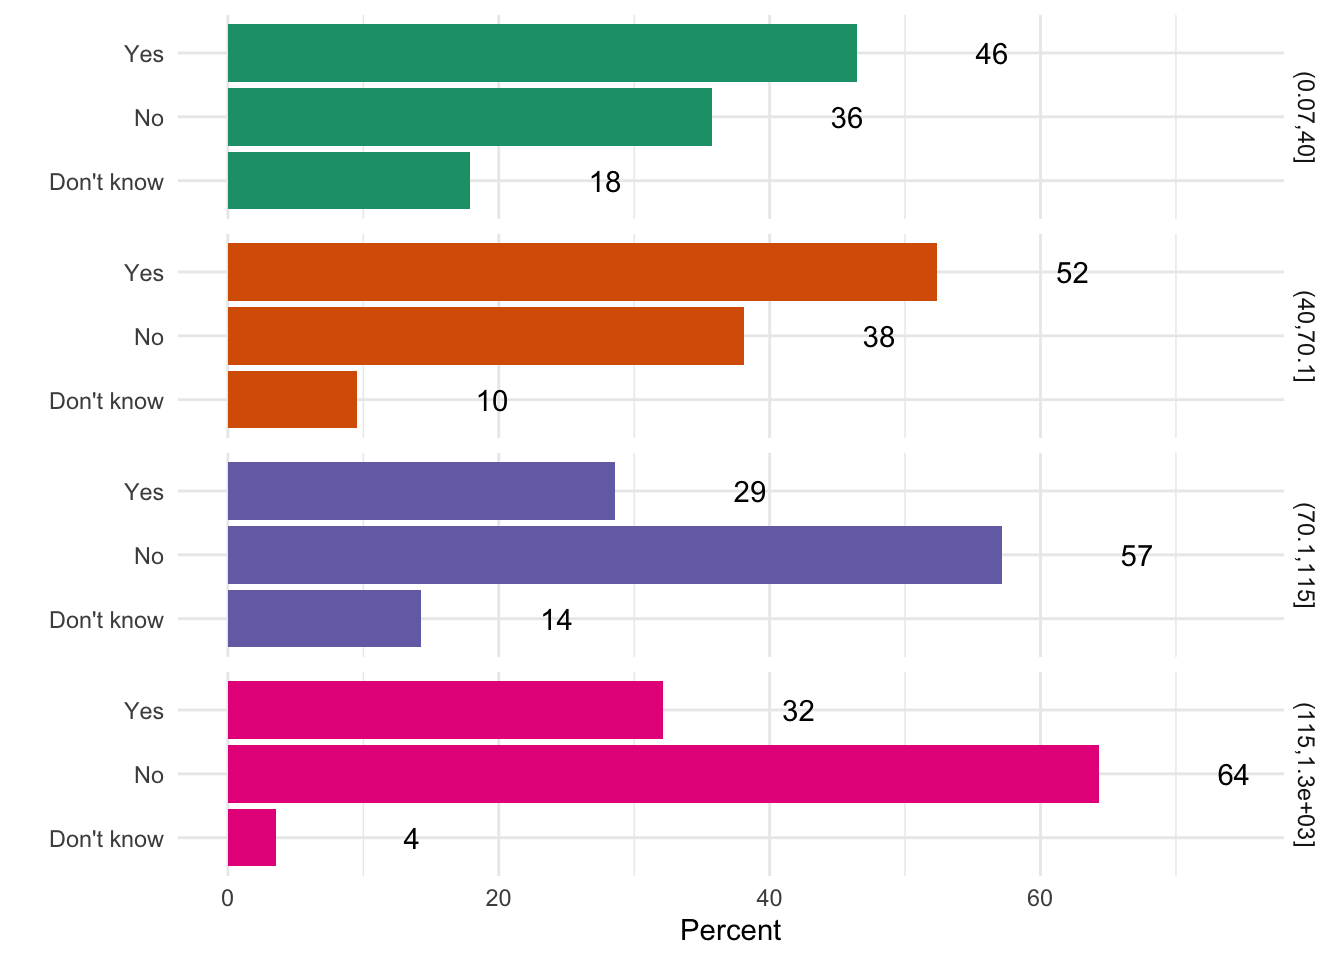 Yes 46
No 36
Don't know 18
(0.07,40]
Yes 52
No 38
Don't know 10
(40,70.1]
Yes 29
No 57
Don't know 14
(70.1,115]
Yes 32
No 64
Don't know 4
(115,1.3e+03]
0 20 40 60
Percent